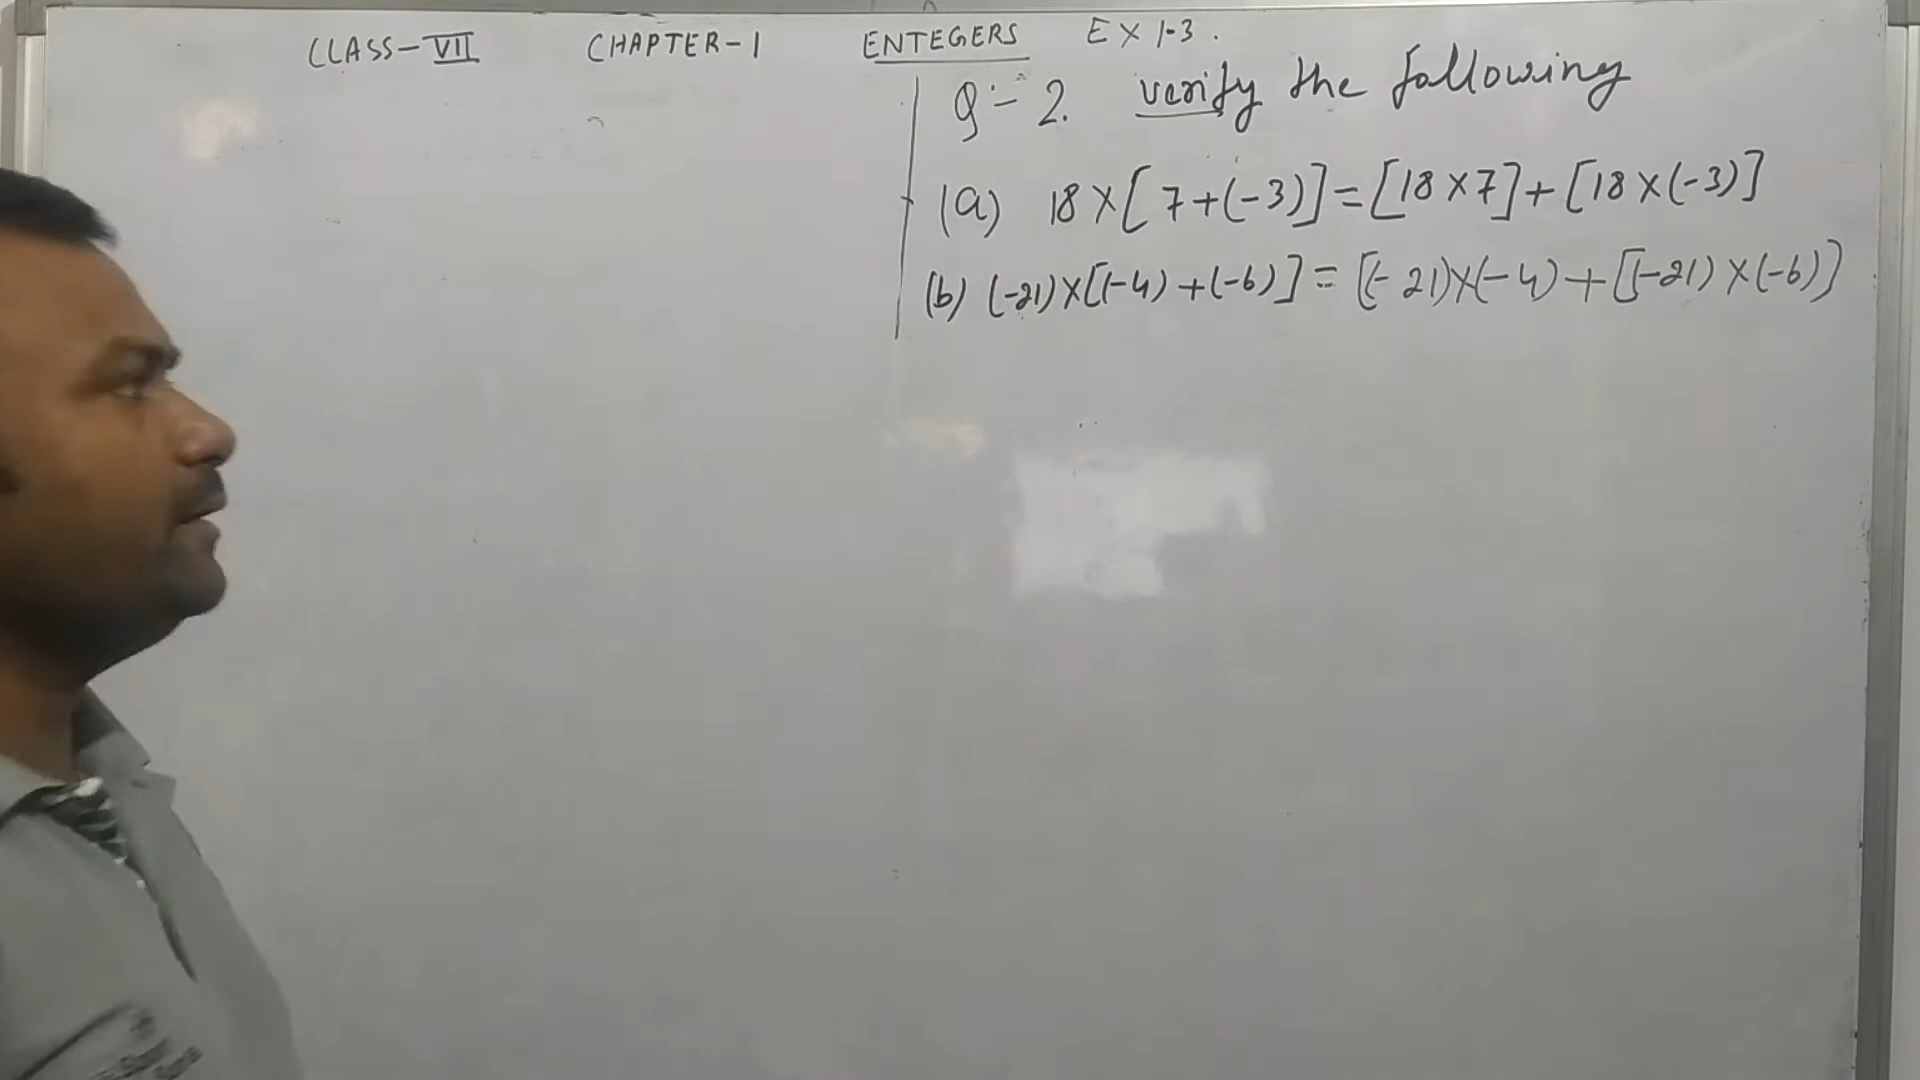 CLASS-VII CHAPTER-1 ENTEGERS EX 1.3.
Q:- 2. verify the following
(a) 18×[7+(-3)]=[18×7]+[18×(-3)]
(b) (-21)×[(-4)+(-6)]=[(-21)×(-4)+[(-21)×(-6)]